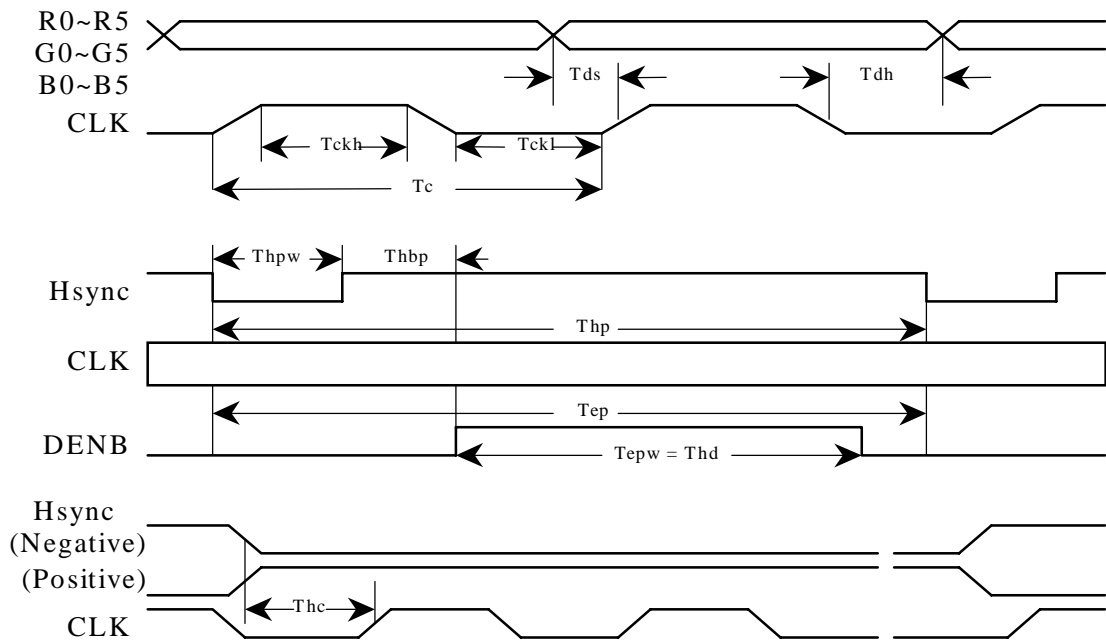 R0~R5
G0~G5
B0~B5
Tds
Tdh
CLK
Tckh
Tckl
Tc
Thpw
Thbp
Hsync
Thp
CLK
Tep
DENB
Tepw = Thd
Hsync
(Negative)
(Positive)
Thc
CLK